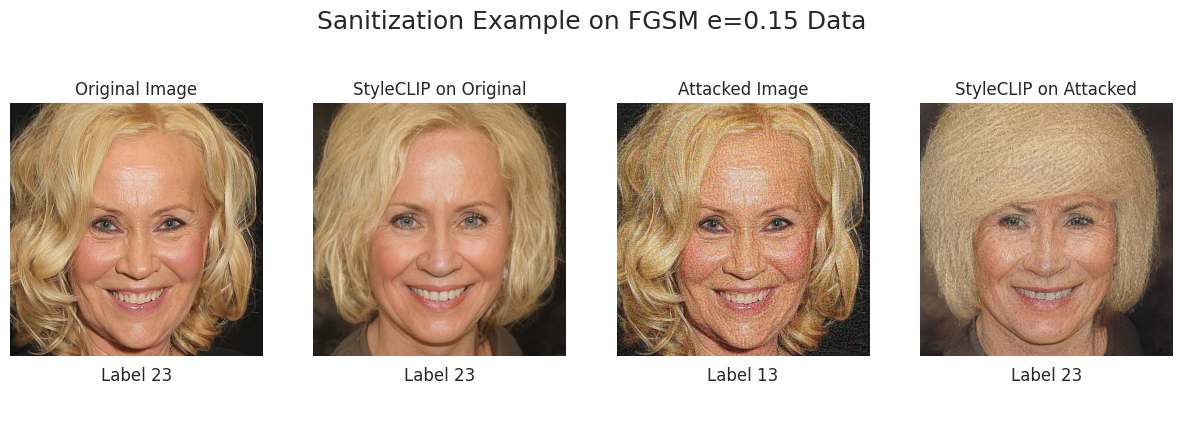 Sanitization Example on FGSM e=0.15 Data
Original Image
StyleCLIP on Original
Attacked Image
StyleCLIP on Attacked
Label 23
Label 23
Label 13
Label 23